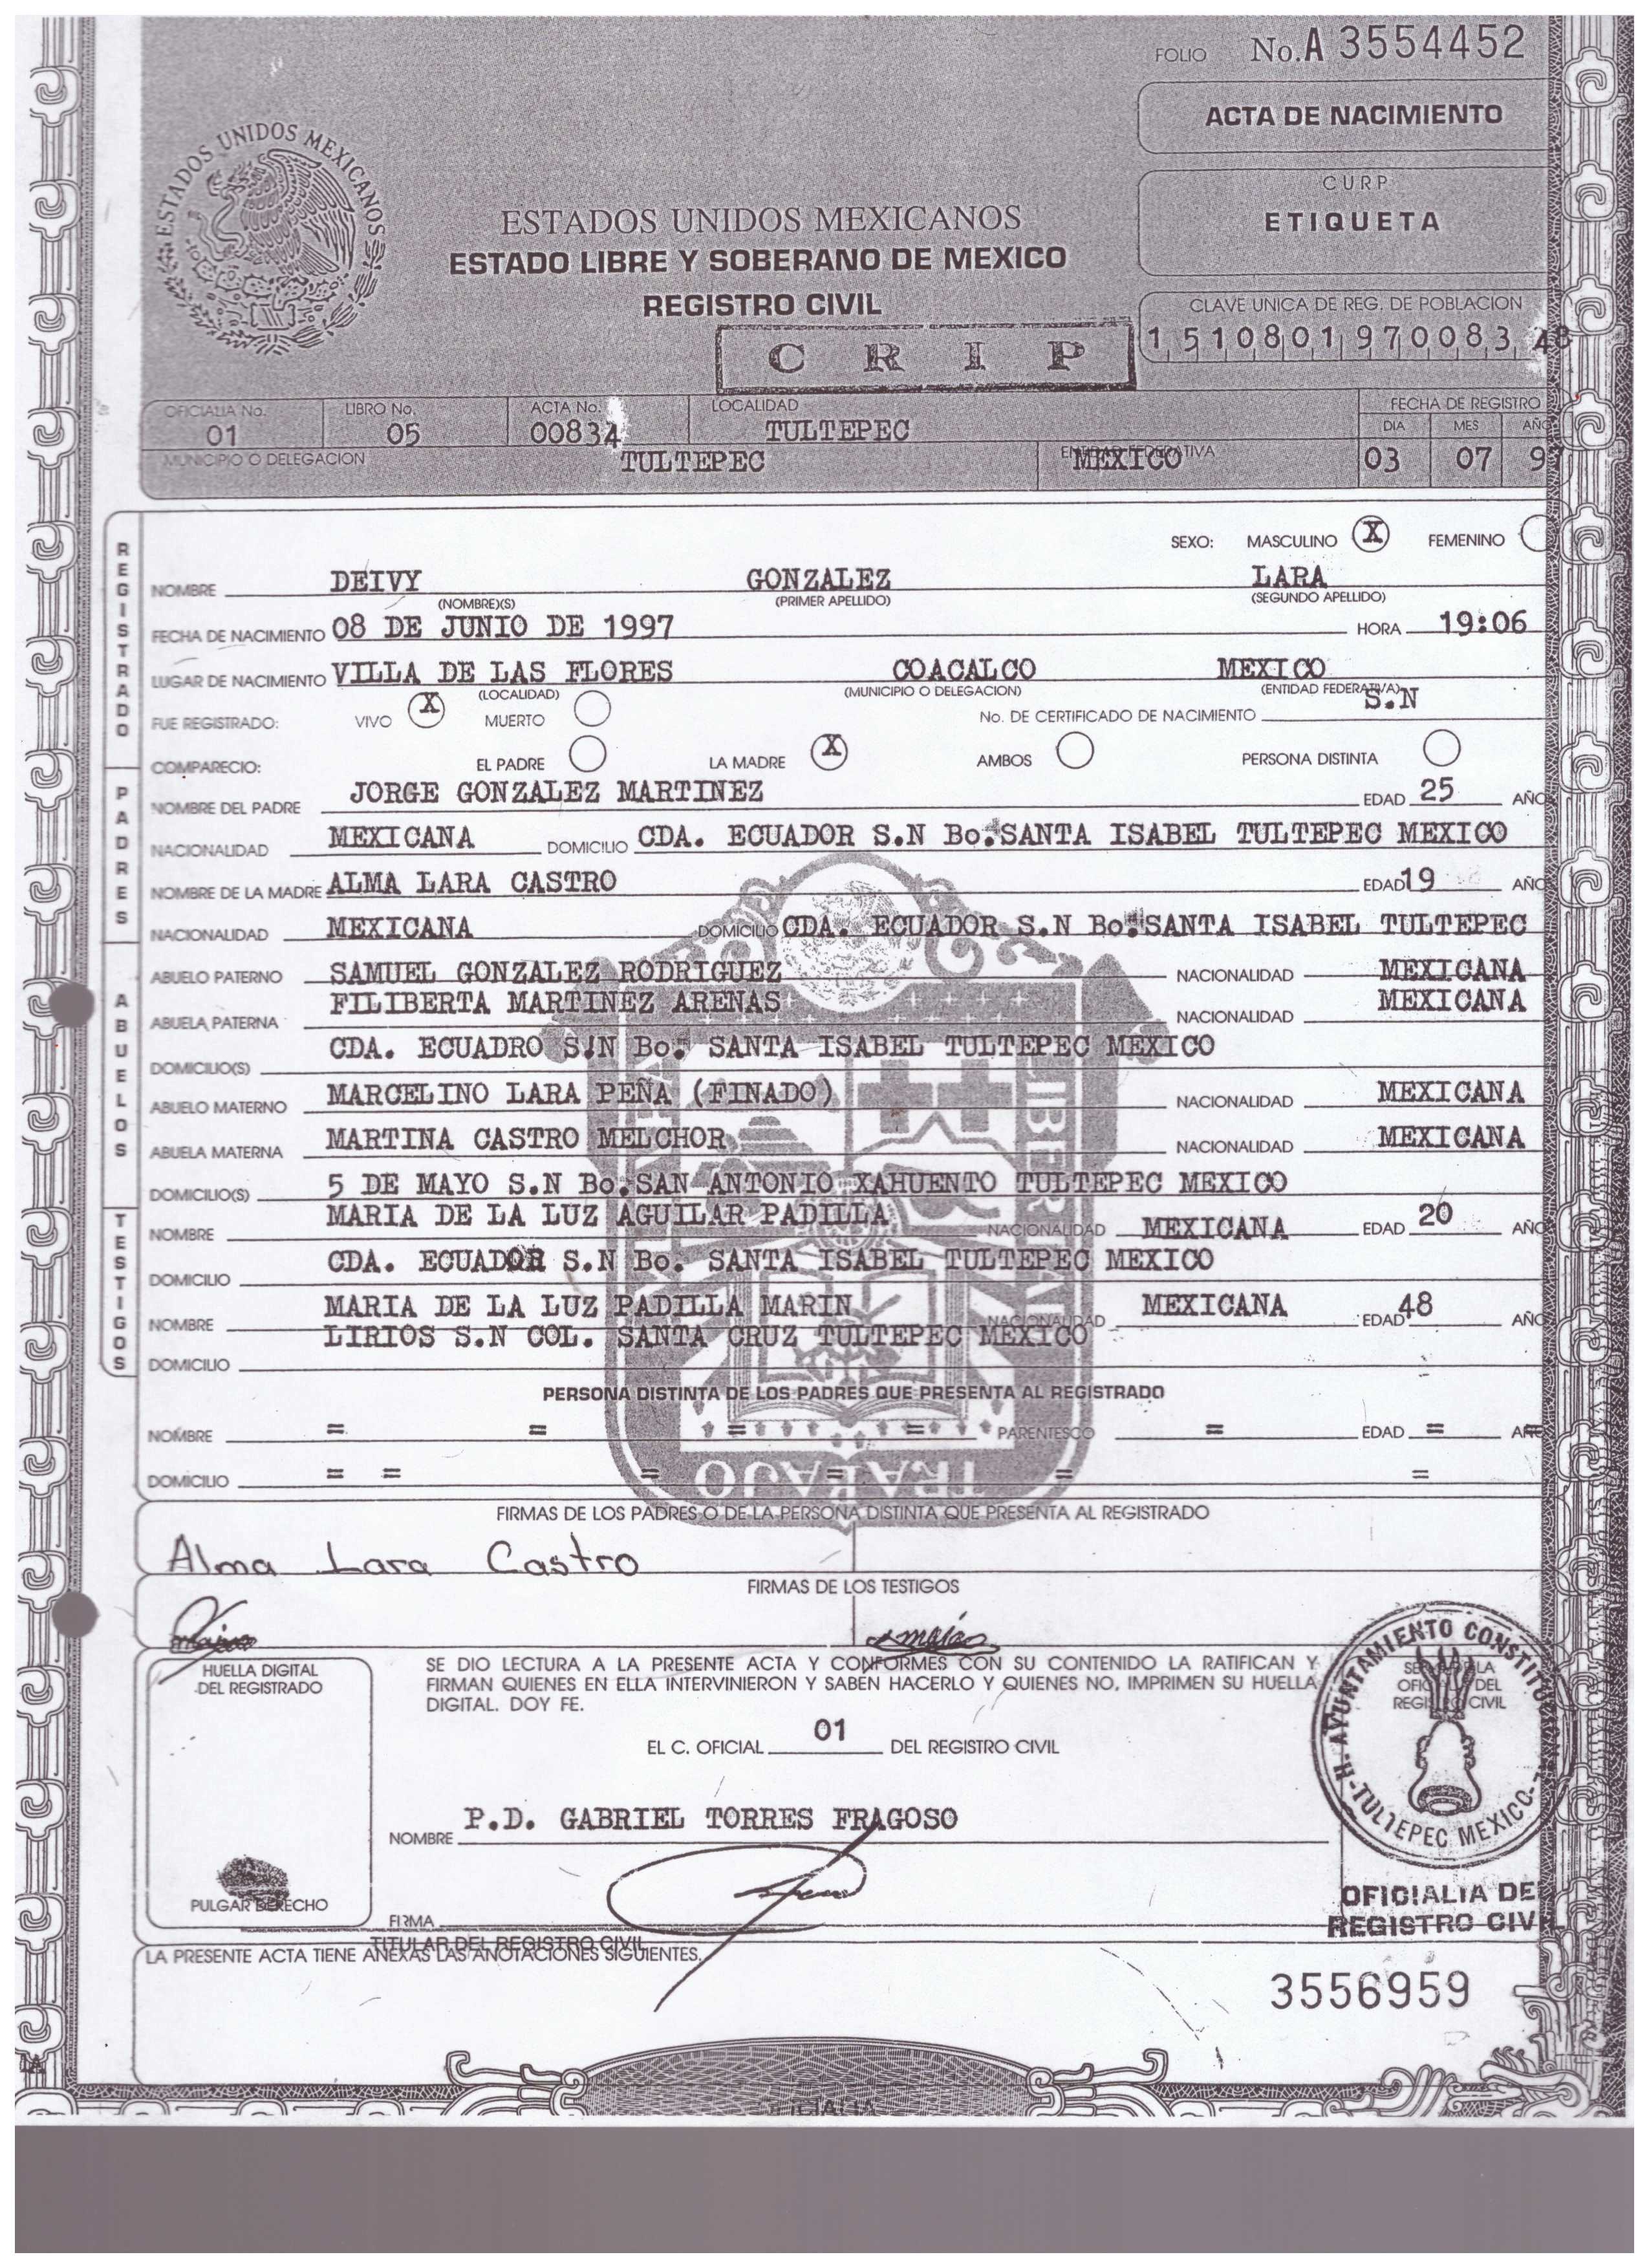 FOLIO No.A 3554452
ACTA DE NACIMIENTO
CURP
ETIQUETA
ESTADOS UNIDOS MEXICANOS
ESTADOS UNIDOS MEXICANOS
ESTADO LIBRE Y SOBERANO DE MEXICO
REGISTRO CIVIL
CLAVE UNICA DE REG. DE POBLACION
C R I P
1 5 1 0 8 0 1 9 7 0 0 8 3 48
OFICIALIA No. LIBRO No. ACTA No. LOCALIDAD FECHA DE REGISTRO
01 05 00834 TULTEPEC DIA MES AÑO
MUNICIPIO O DELEGACION TULTEPEC ENTIDAD FEDERATIVA MEXICO 03 07 97
REGISTRADO
SEXO: MASCULINO X FEMENINO
NOMBRE DEIVY GONZALEZ LARA
(NOMBRE)(S) (PRIMER APELLIDO) (SEGUNDO APELLIDO)
FECHA DE NACIMIENTO 08 DE JUNIO DE 1997 HORA 19:06
LUGAR DE NACIMIENTO VILLA DE LAS FLORES COACALCO MEXICO
(LOCALIDAD) (MUNICIPIO O DELEGACION) (ENTIDAD FEDERATIVA)
FUE REGISTRADO: VIVO X MUERTO No. DE CERTIFICADO DE NACIMIENTO S.N
COMPARECIO: EL PADRE LA MADRE X AMBOS PERSONA DISTINTA
PADRES
NOMBRE DEL PADRE JORGE GONZALEZ MARTINEZ EDAD 25 AÑO
NACIONALIDAD MEXICANA DOMICILIO CDA. ECUADOR S.N Bo. SANTA ISABEL TULTEPEC MEXICO
NOMBRE DE LA MADRE ALMA LARA CASTRO EDAD 19 AÑO
NACIONALIDAD MEXICANA DOMICILIO CDA. ECUADOR S.N Bo. SANTA ISABEL TULTEPEC
ABUELOS
ABUELO PATERNO SAMUEL GONZALEZ RODRIGUEZ NACIONALIDAD MEXICANA
ABUELA PATERNA FILIBERTA MARTINEZ ARENAS NACIONALIDAD MEXICANA
DOMICILIO(S) CDA. ECUADRO S.N Bo. SANTA ISABEL TULTEPEC MEXICO
ABUELO MATERNO MARCELINO LARA PEÑA (FINADO) NACIONALIDAD MEXICANA
ABUELA MATERNA MARTINA CASTRO MELCHOR NACIONALIDAD MEXICANA
DOMICILIO(S) 5 DE MAYO S.N Bo. SAN ANTONIO XAHUENTO TULTEPEC MEXICO
TESTIGOS
NOMBRE MARIA DE LA LUZ AGUILAR PADILLA NACIONALIDAD MEXICANA EDAD 20 AÑO
DOMICILIO CDA. ECUADOR S.N Bo. SANTA ISABEL TULTEPEC MEXICO
NOMBRE MARIA DE LA LUZ PADILLA MARIN NACIONALIDAD MEXICANA EDAD 48 AÑO
DOMICILIO LIRIOS S.N COL. SANTA CRUZ TULTEPEC MEXICO
PERSONA DISTINTA DE LOS PADRES QUE PRESENTA AL REGISTRADO
NOMBRE = = = = PARENTESCO = EDAD = AÑO
DOMICILIO = = = = = =
TRABAJO
FIRMAS DE LOS PADRES O DE LA PERSONA DISTINTA QUE PRESENTA AL REGISTRADO
Alma Lara Castro
FIRMAS DE LOS TESTIGOS
HUELLA DIGITAL
DEL REGISTRADO
SE DIO LECTURA A LA PRESENTE ACTA Y CONFORMES CON SU CONTENIDO LA RATIFICAN Y
FIRMAN QUIENES EN ELLA INTERVINIERON Y SABEN HACERLO Y QUIENES NO, IMPRIMEN SU HUELLA
DIGITAL. DOY FE.
SELLO DE LA
OFICIALIA DEL
REGISTRO CIVIL
H. AYUNTAMIENTO CONSTITU
TULTEPEC MEXICO
EL C. OFICIAL 01 DEL REGISTRO CIVIL
NOMBRE P.D. GABRIEL TORRES FRAGOSO
PULGAR DERECHO
FIRMA
OFICIALIA DEL
REGISTRO CIVIL
TITULAR DEL REGISTRO CIVIL
LA PRESENTE ACTA TIENE ANEXAS LAS ANOTACIONES SIGUIENTES.
3556959